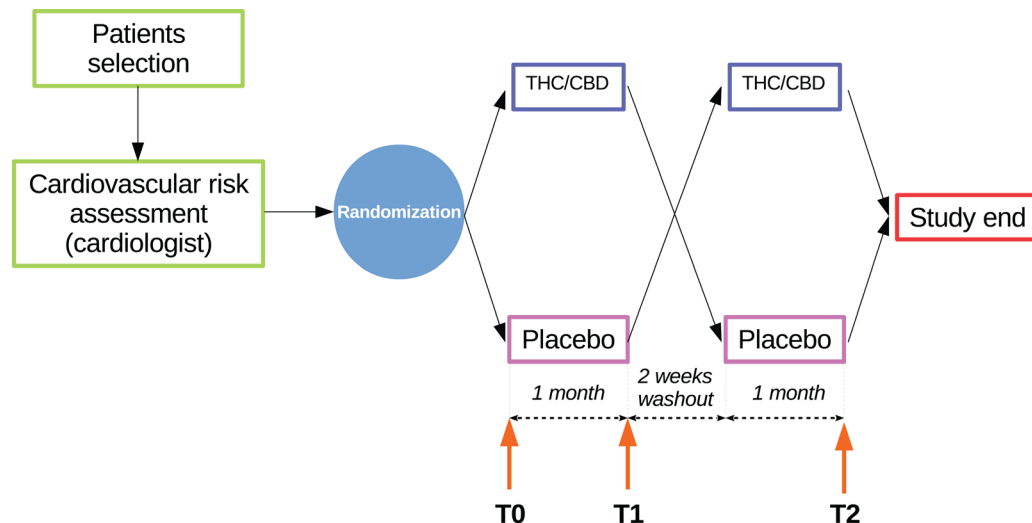 Patients
selection
Cardiovascular risk
assessment
(cardiologist)
Randomization
THC/CBD
THC/CBD
Placebo
Placebo
Study end
1 month
2 weeks
washout
1 month
T0
T1
T2